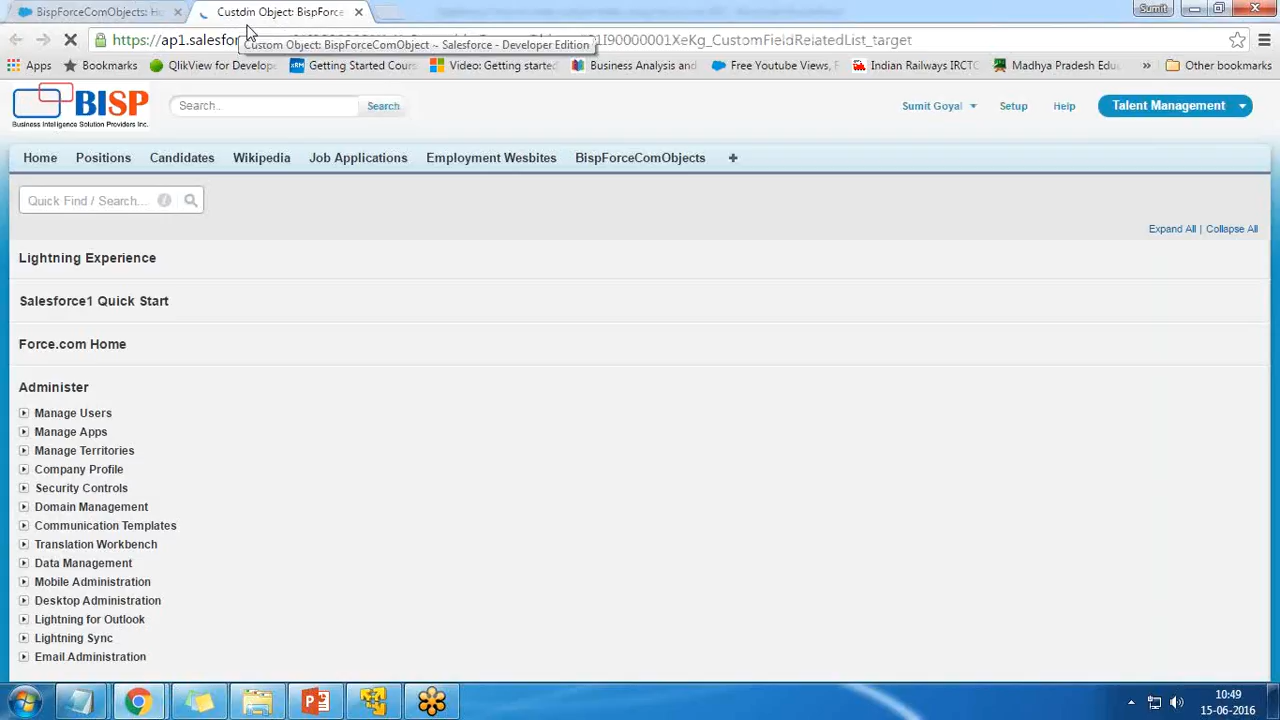 BispForceComObjects: H
Custom Object: BispForce
Sumit
https://ap1.salesfor
01I90000001XeKg_CustomFieldRelatedList_target
Custom Object: BispForceComObject ~ Salesforce - Developer Edition
Apps
Bookmarks
QlikView for Develope
Getting Started Cours
Video: Getting starte
Business Analysis and
Free Youtube Views, F
Indian Railways IRCTC
Madhya Pradesh Edu
»
Other bookmarks
BISP
Business Intelligence Solution Providers Inc.
Search..
Search
Sumit Goyal
Setup
Help
Talent Management
Home
Positions
Candidates
Wikipedia
Job Applications
Employment Wesbites
BispForceComObjects
+
Quick Find / Search...
i
Expand All | Collapse All
Lightning Experience
Salesforce1 Quick Start
Force.com Home
Administer
Manage Users
Manage Apps
Manage Territories
Company Profile
Security Controls
Domain Management
Communication Templates
Translation Workbench
Data Management
Mobile Administration
Desktop Administration
Lightning for Outlook
Lightning Sync
Email Administration
10:49
15-06-2016